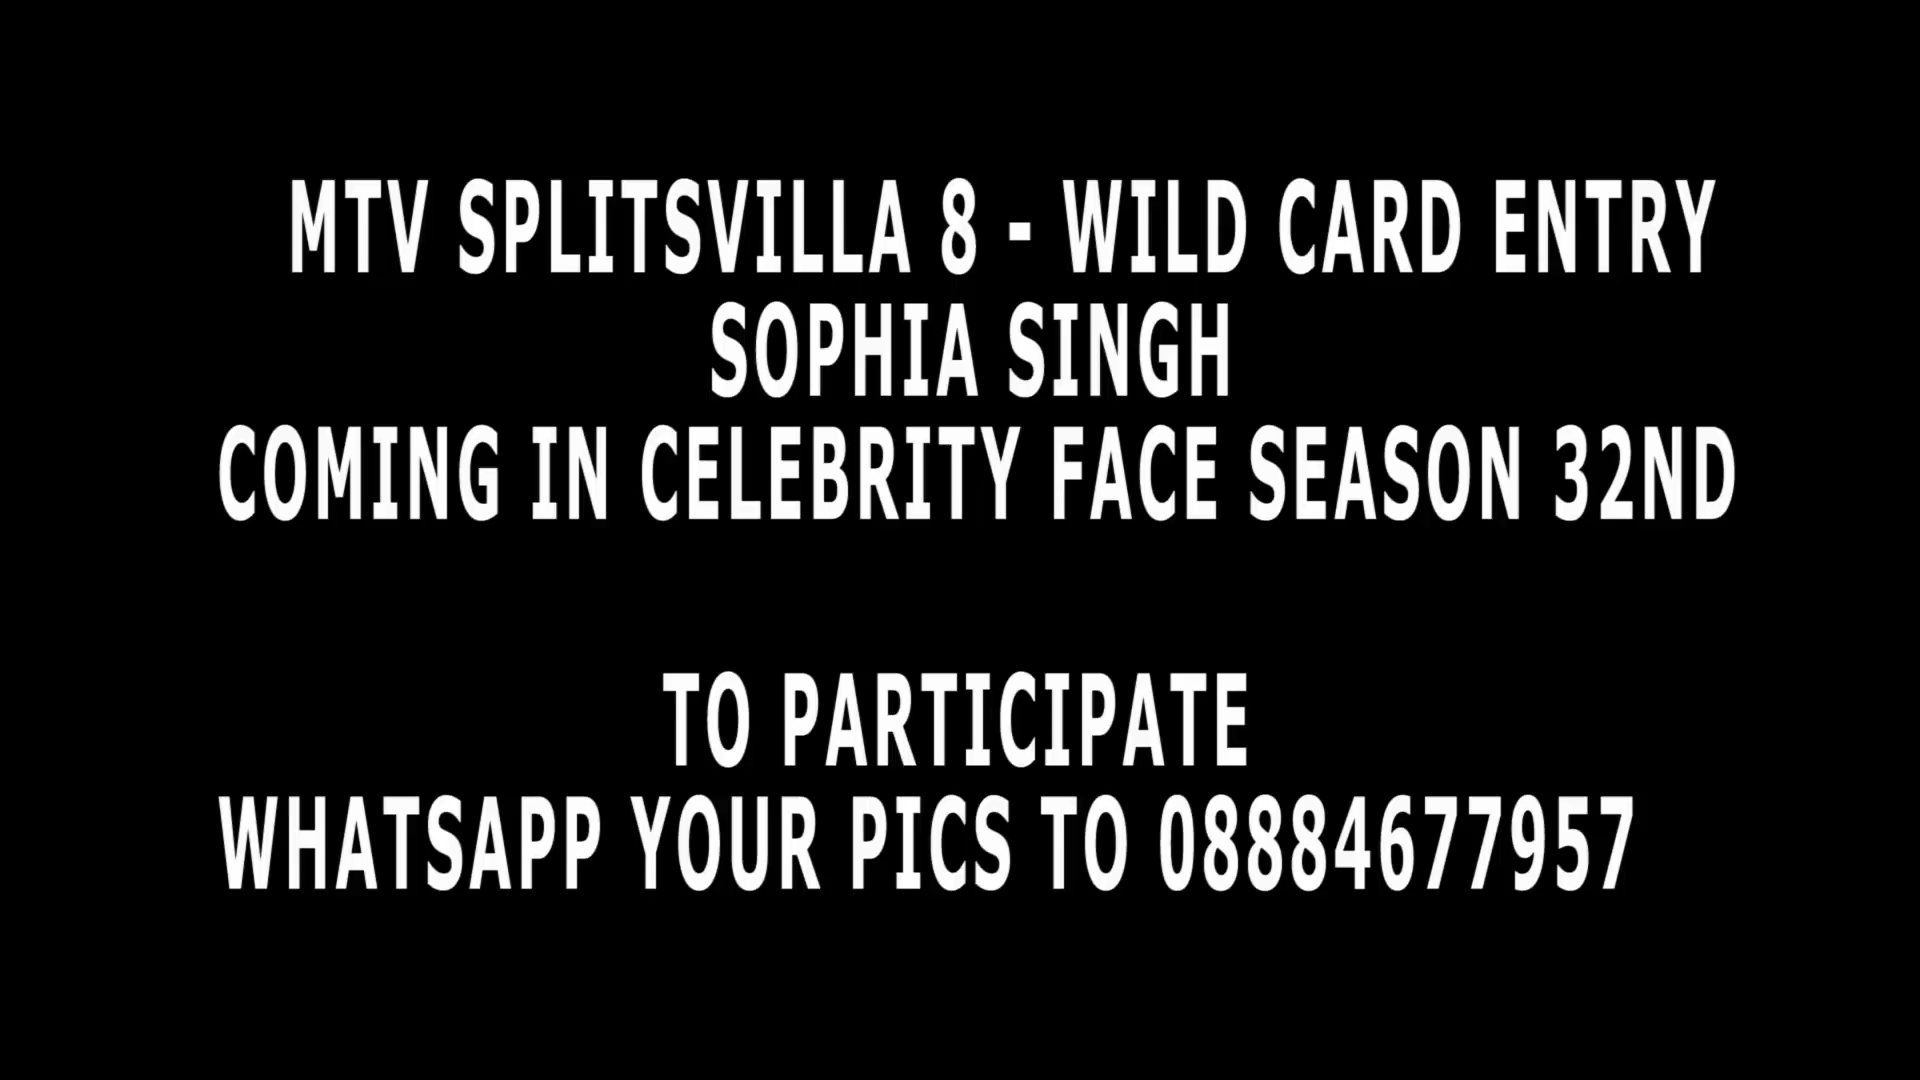 MTV SPLITSVILLA 8 - WILD CARD ENTRY
SOPHIA SINGH
COMING IN CELEBRITY FACE SEASON 32ND
TO PARTICIPATE
WHATSAPP YOUR PICS TO 08884677957